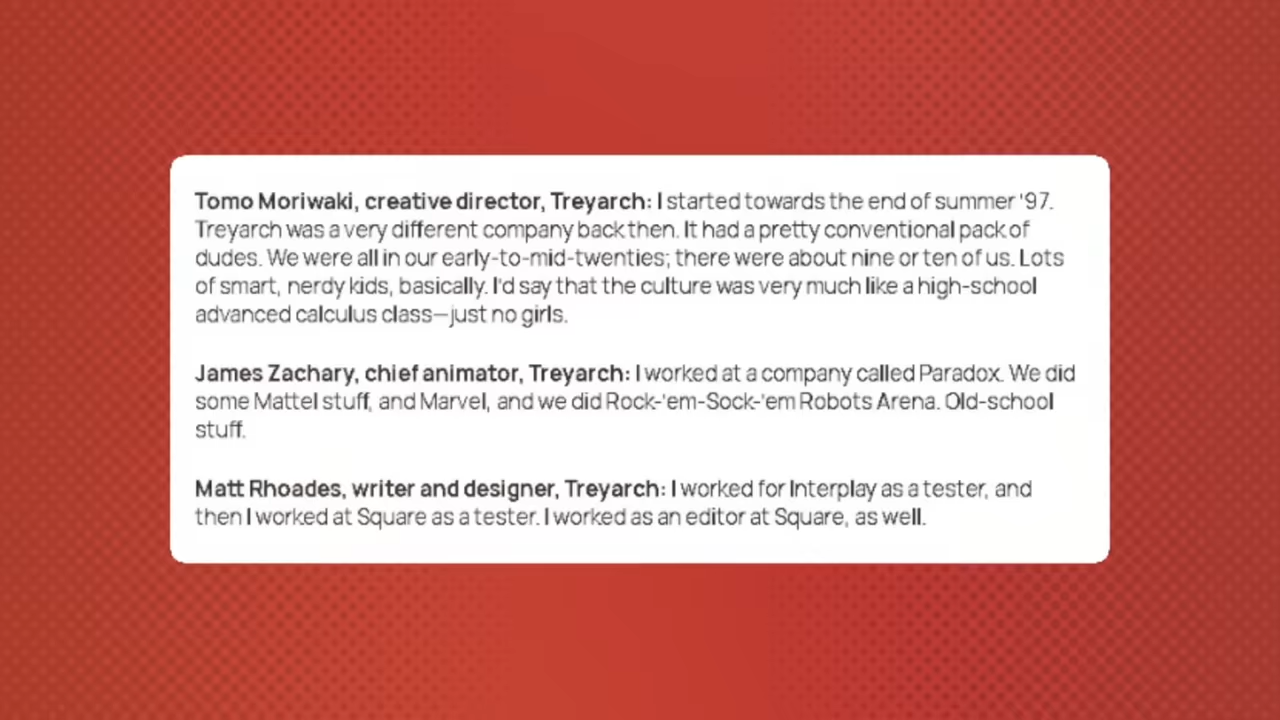 Tomo Moriwaki, creative director, Treyarch: I started towards the end of summer '97.
Treyarch was a very different company back then. It had a pretty conventional pack of
dudes. We were all in our early-to-mid-twenties; there were about nine or ten of us. Lots
of smart, nerdy kids, basically. I'd say that the culture was very much like a high-school
advanced calculus class—just no girls.
James Zachary, chief animator, Treyarch: I worked at a company called Paradox. We did
some Mattel stuff, and Marvel, and we did Rock-'em-Sock-'em Robots Arena. Old-school
stuff.
Matt Rhoades, writer and designer, Treyarch: I worked for Interplay as a tester, and
then I worked at Square as a tester. I worked as an editor at Square, as well.